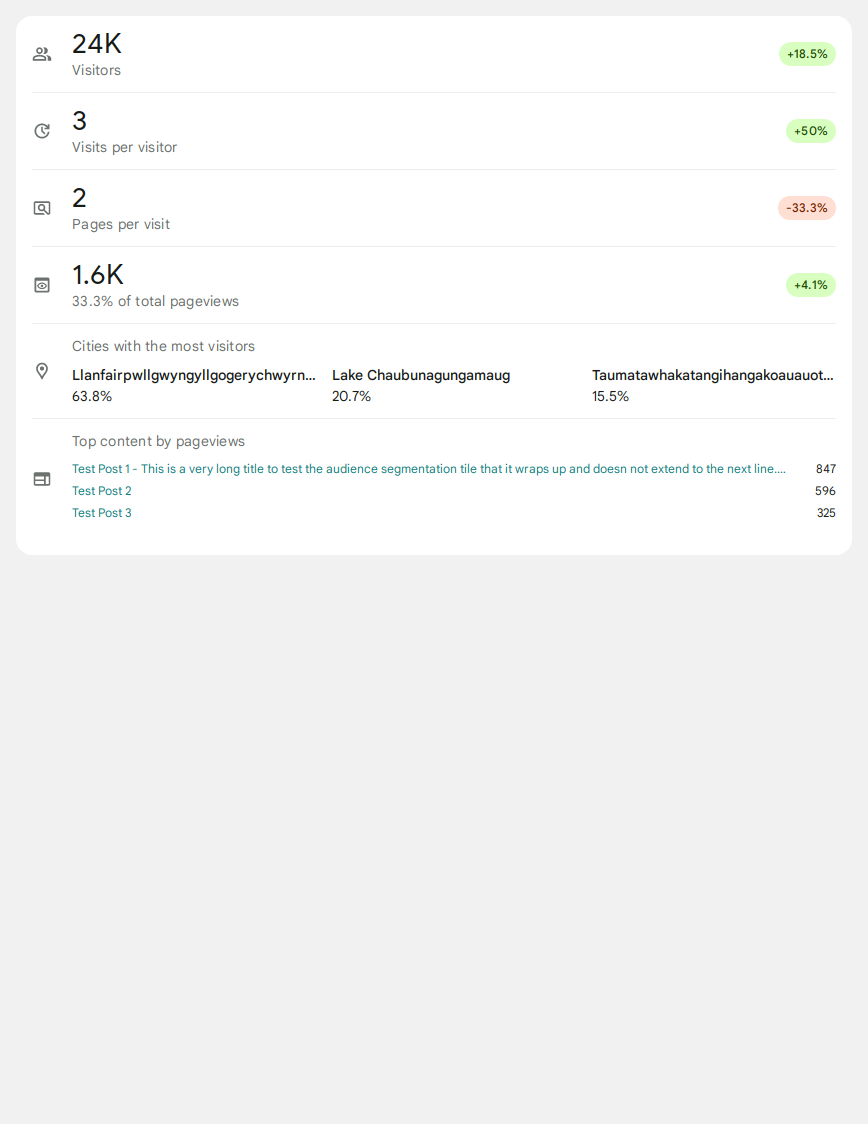 24K
Visitors
+18.5%
3
Visits per visitor
+50%
2
Pages per visit
-33.3%
1.6K
33.3% of total pageviews
+4.1%
Cities with the most visitors
Llanfairpwllgwyngyllgogerychwyrn... Lake Chaubunagungamaug Taumatawhakatangihangakoauauot...
63.8% 20.7% 15.5%
Top content by pageviews
Test Post 1 - This is a very long title to test the audience segmentation tile that it wraps up and doesn not extend to the next line.... 847
Test Post 2 596
Test Post 3 325